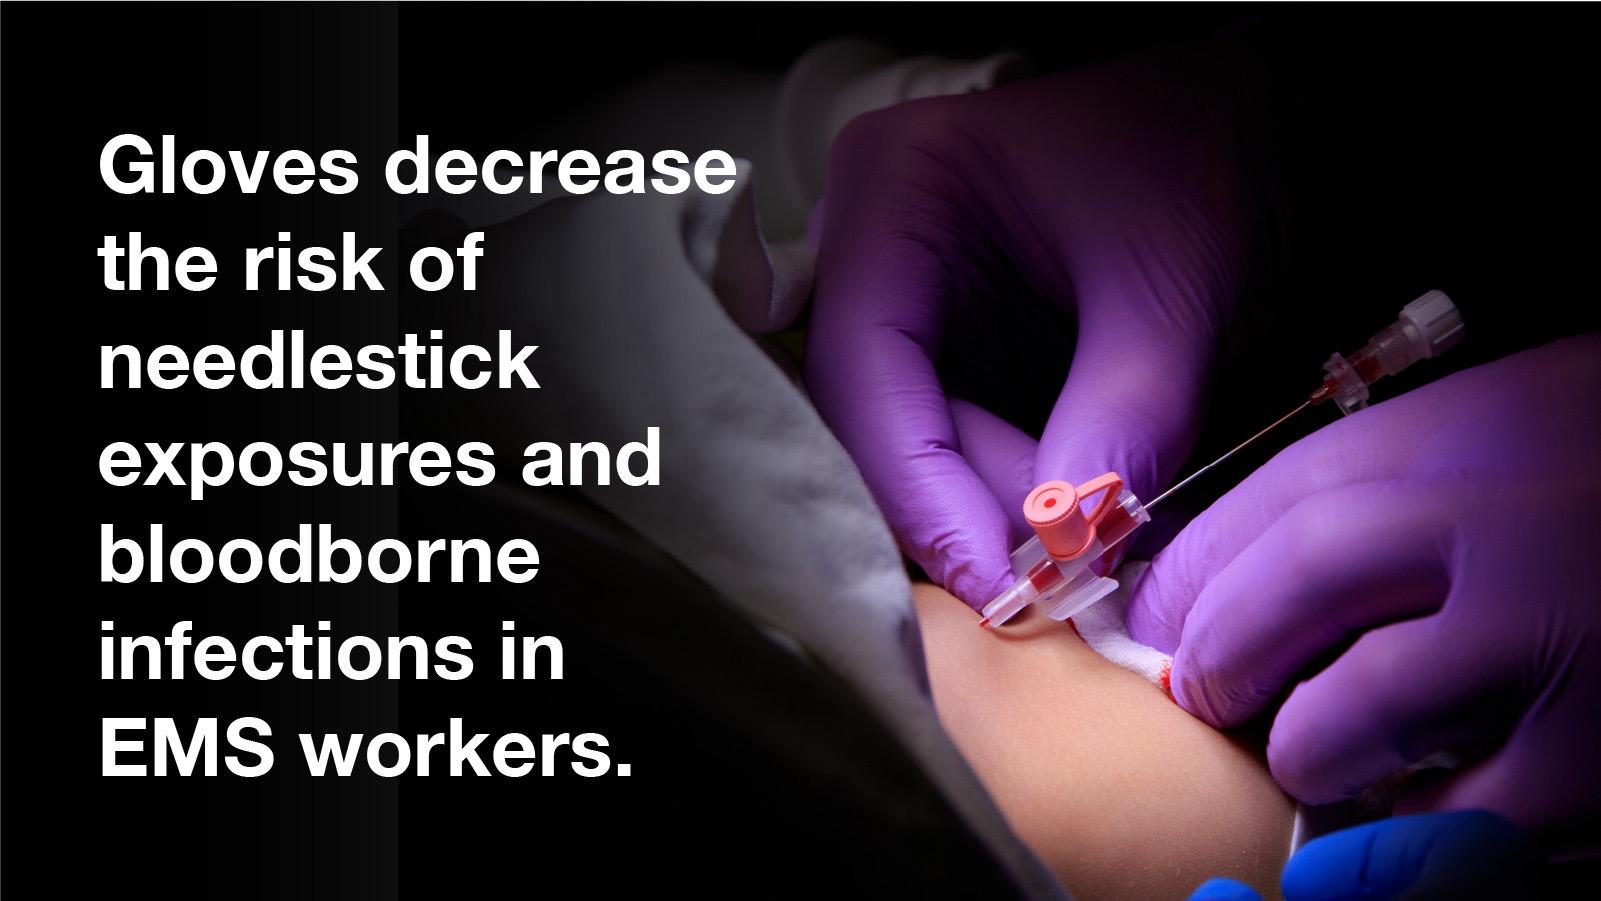 Gloves decrease
the risk of
needlestick
exposures and
bloodborne
infections in
EMS workers.